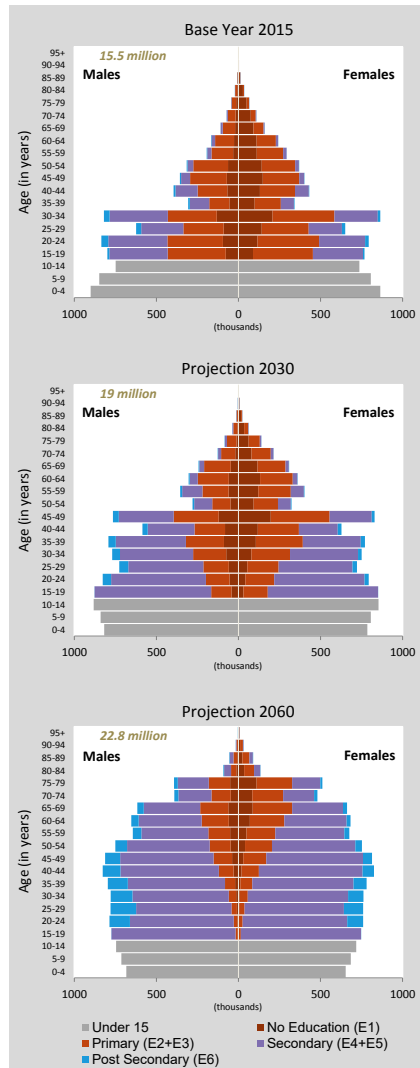 Base Year 2015
15.5 million
Males
Females
Age (in years)
95+
90-94
85-89
80-84
75-79
70-74
65-69
60-64
55-59
50-54
45-49
40-44
35-39
30-34
25-29
20-24
15-19
10-14
5-9
0-4
1000 500 0 500 1000
(thousands)
Projection 2030
19 million
Males
Females
Age (in years)
95+
90-94
85-89
80-84
75-79
70-74
65-69
60-64
55-59
50-54
45-49
40-44
35-39
30-34
25-29
20-24
15-19
10-14
5-9
0-4
1000 500 0 500 1000
(thousands)
Projection 2060
22.8 million
Males
Females
Age (in years)
95+
90-94
85-89
80-84
75-79
70-74
65-69
60-64
55-59
50-54
45-49
40-44
35-39
30-34
25-29
20-24
15-19
10-14
5-9
0-4
1000 500 0 500 1000
(thousands)
Under 15 No Education (E1)
Primary (E2+E3) Secondary (E4+E5)
Post Secondary (E6)